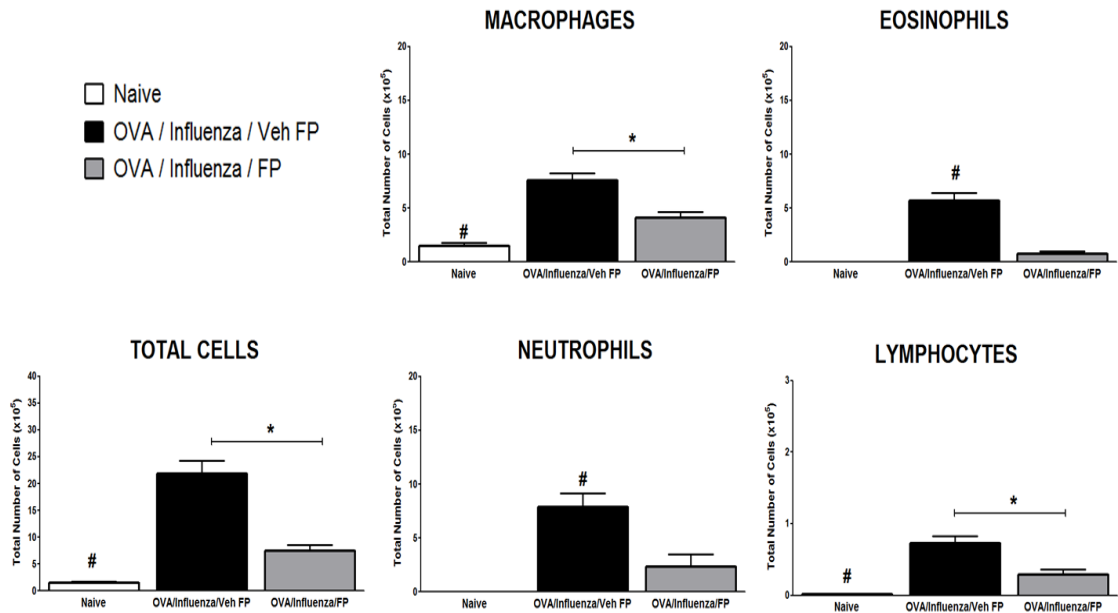 MACROPHAGES
EOSINOPHILS
Naive
OVA / Influenza / Veh FP
OVA / Influenza / FP
Total Number of Cells (x10⁵)
20
15
10
5
0
*
#
Naive
OVA/Influenza/Veh FP
OVA/Influenza/FP
Total Number of Cells (x10⁵)
20
15
10
5
0
#
Naive
OVA/Influenza/Veh FP
OVA/Influenza/FP
TOTAL CELLS
NEUTROPHILS
LYMPHOCYTES
Total Number of Cells (x10⁵)
40
35
30
25
20
15
10
5
0
*
#
Naive
OVA/Influenza/Veh FP
OVA/Influenza/FP
Total Number of Cells (x10⁵)
20
15
10
5
0
#
Naive
OVA/Influenza/Veh FP
OVA/Influenza/FP
Total Number of Cells (x10⁵)
3
2
1
0
*
#
Naive
OVA/Influenza/Veh FP
OVA/Influenza/FP